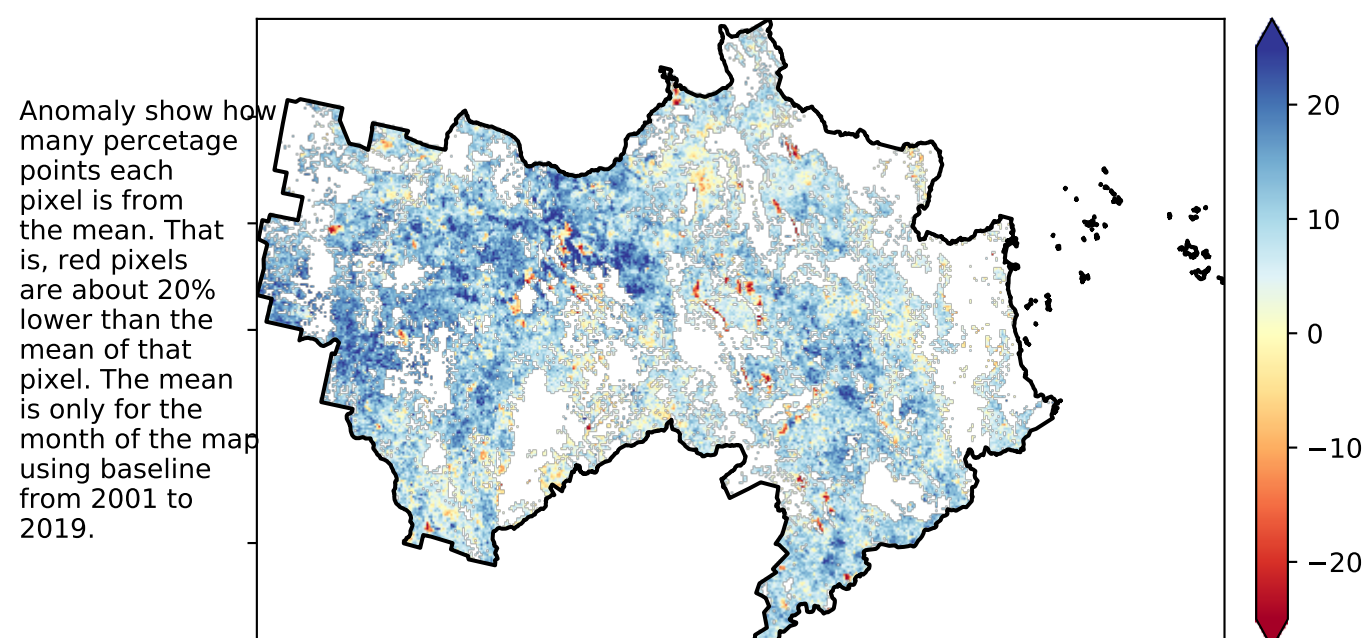 Anomaly show how
many percetage
points each
pixel is from
the mean. That
is, red pixels
are about 20%
lower than the
mean of that
pixel. The mean
is only for the
month of the map
using baseline
from 2001 to
2019.
20
10
0
−10
−20